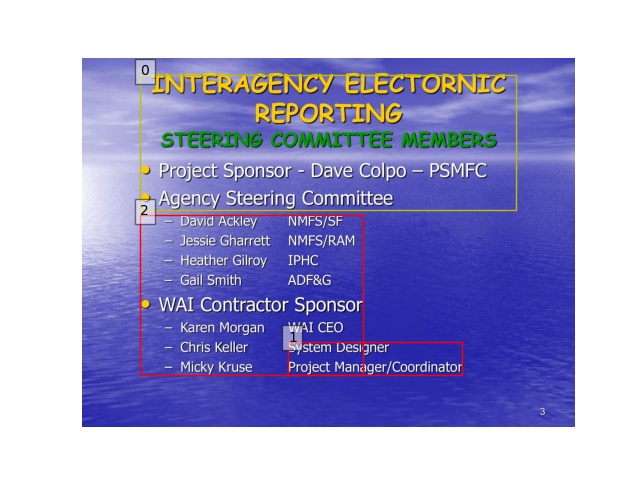 INTERAGENCY ELECTORNIC
REPORTING
STEERING COMMITTEE MEMBERS
• Project Sponsor - Dave Colpo – PSMFC
• Agency Steering Committee
– David Ackley NMFS/SF
– Jessie Gharrett NMFS/RAM
– Heather Gilroy IPHC
– Gail Smith ADF&G
• WAI Contractor Sponsor
– Karen Morgan WAI CEO
– Chris Keller System Designer
– Micky Kruse Project Manager/Coordinator
3
0
2
1